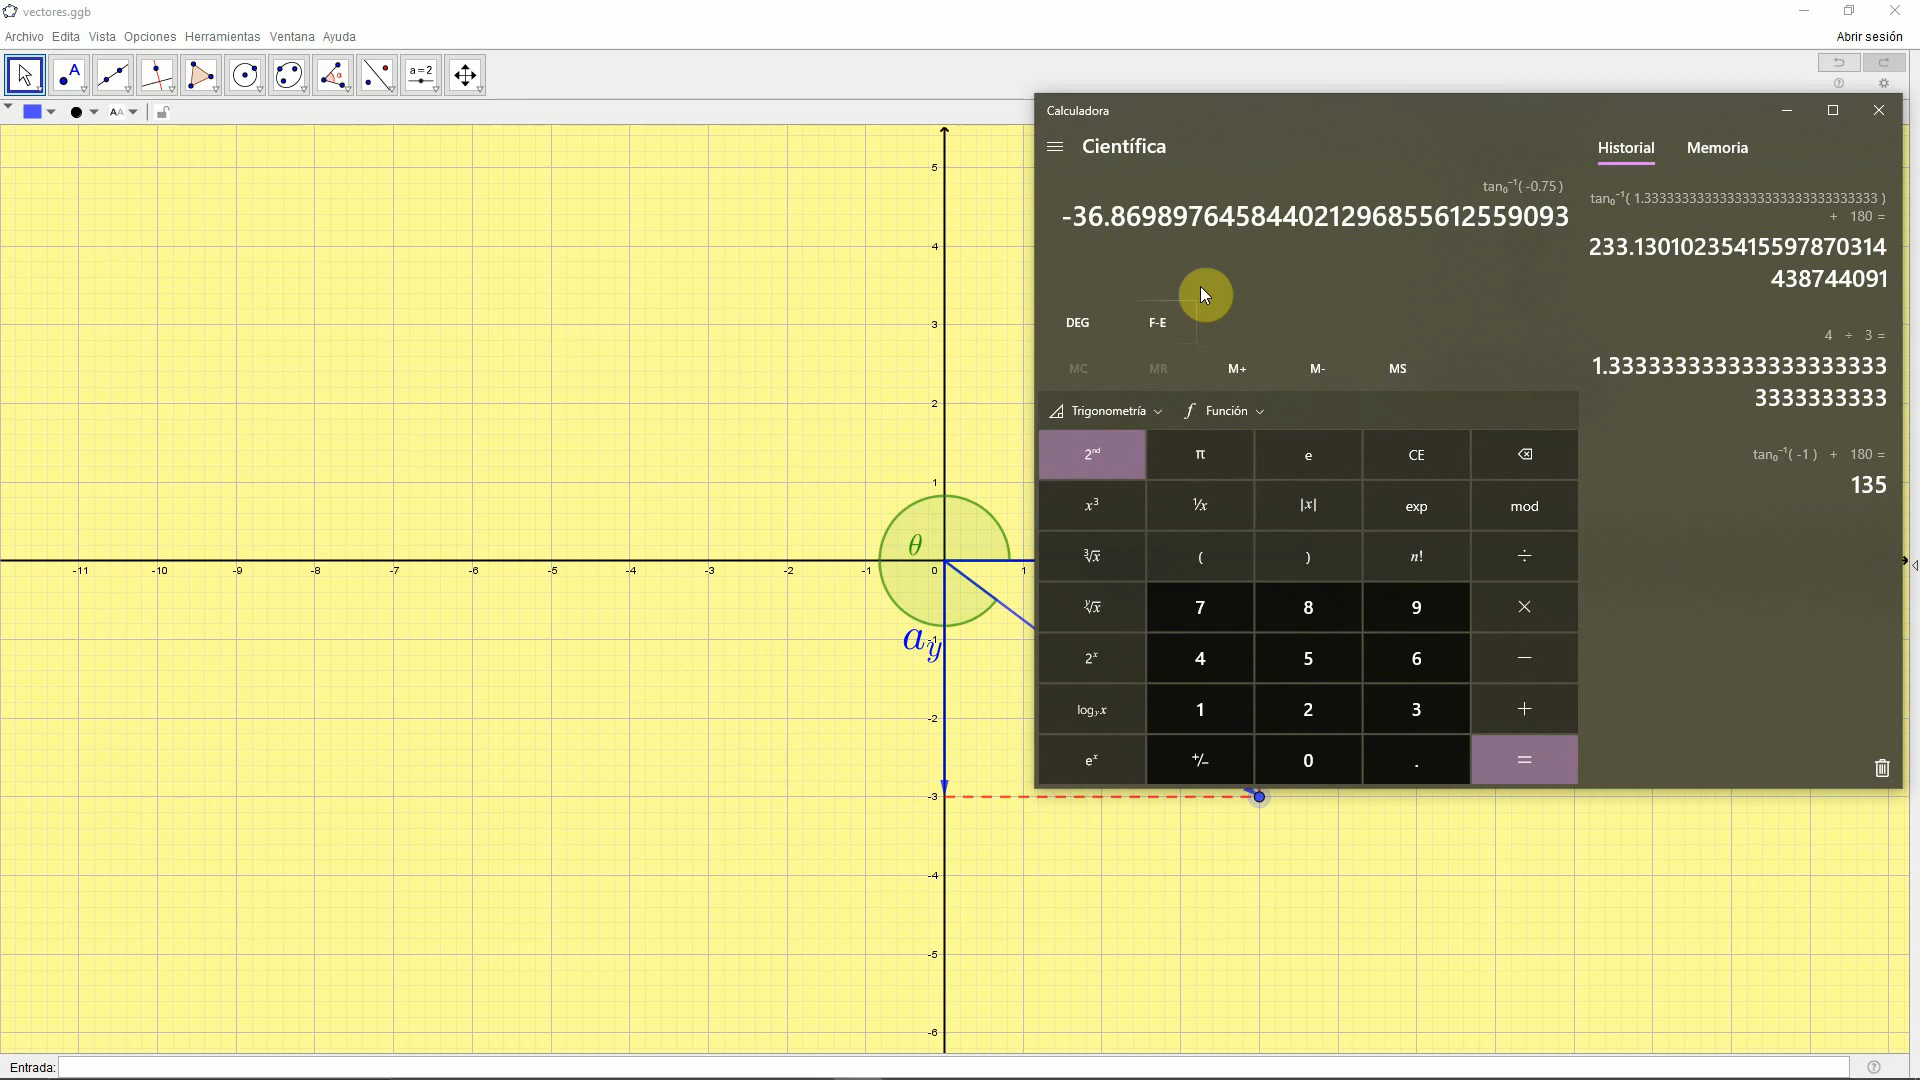 vectores.ggb
Archivo Edita Vista Opciones Herramientas Ventana Ayuda
Abrir sesión
A
α
a=2
AA
Calculadora
Científica
Historial Memoria
tan₀⁻¹( -0.75 )
-36.869897645844021296855612559093
tan₀⁻¹( 1.3333333333333333333333333333333 )
+ 180 =
233.13010235415597870314
438744091
4 ÷ 3 =
1.3333333333333333333333
3333333333
tan₀⁻¹( -1 ) + 180 =
135
DEG F-E
MC MR M+ M- MS
Trigonometría f Función
2ⁿᵈ π e CE
x³ ¹/x |x| exp mod
∛x ( ) n! ÷
ʸ√x 7 8 9 ×
2ˣ 4 5 6 −
logᵧx 1 2 3 +
eˣ +/- 0 . =
5
4
3
2
1
θ
-11 -10 -9 -8 -7 -6 -5 -4 -3 -2 -1 0 1
a_y
-1
-2
-3
-4
-5
-6
Entrada: